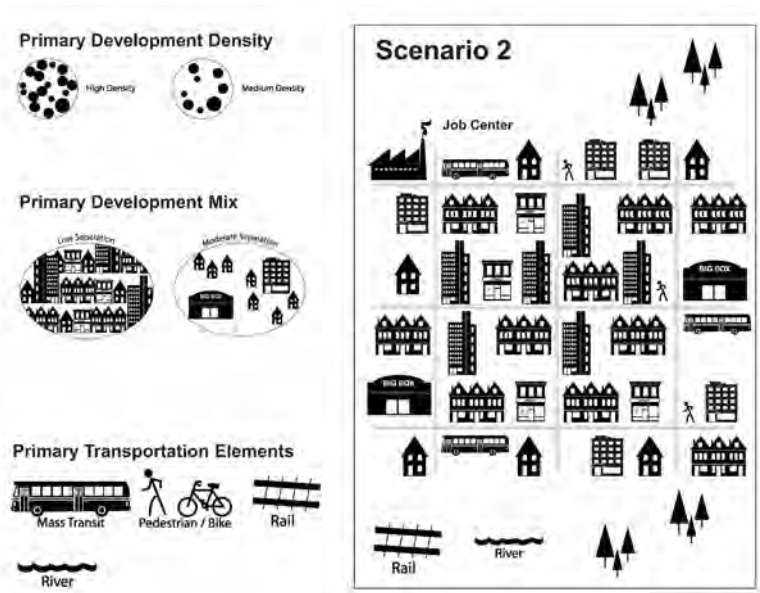 Primary Development Density
High Density
Medium Density
Primary Development Mix
Low Separation
Moderate Separation
BIG BOX
Primary Transportation Elements
Mass Transit
Pedestrian / Bike
Rail
River
Scenario 2
Job Center
BIG BOX
BIG BOX
Rail
River